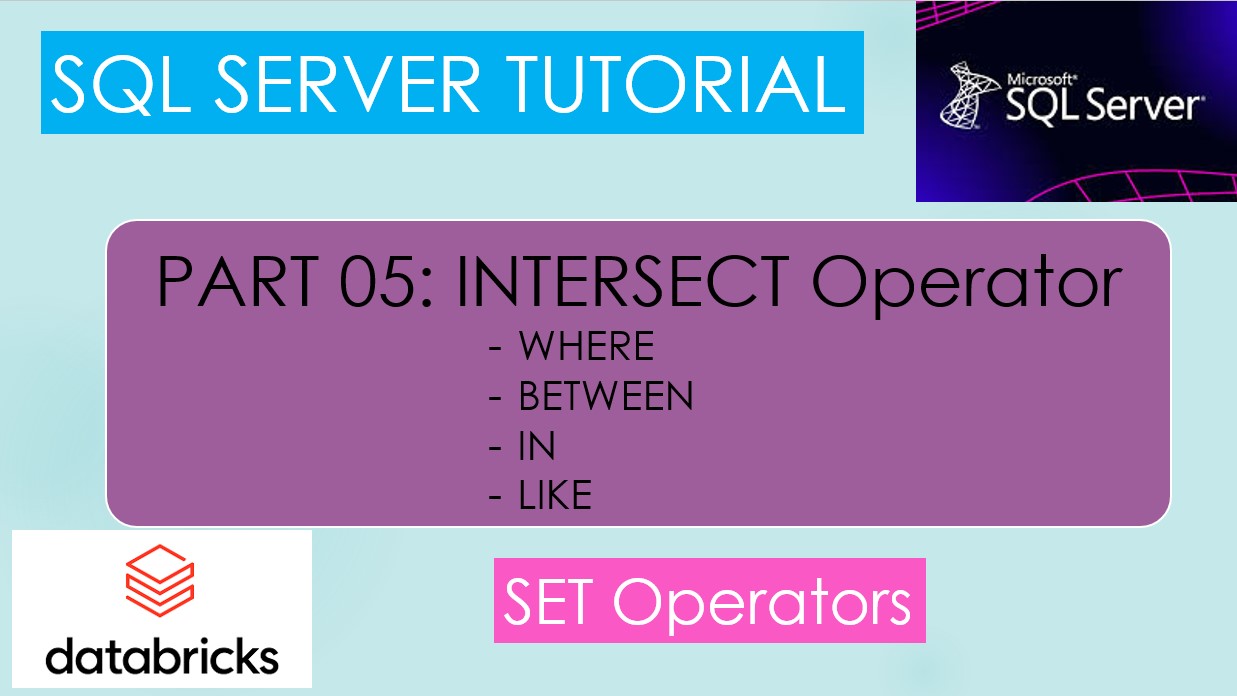 SQL SERVER TUTORIAL
Microsoft®
SQL Server®
PART 05: INTERSECT Operator
- WHERE
- BETWEEN
- IN
- LIKE
databricks
SET Operators